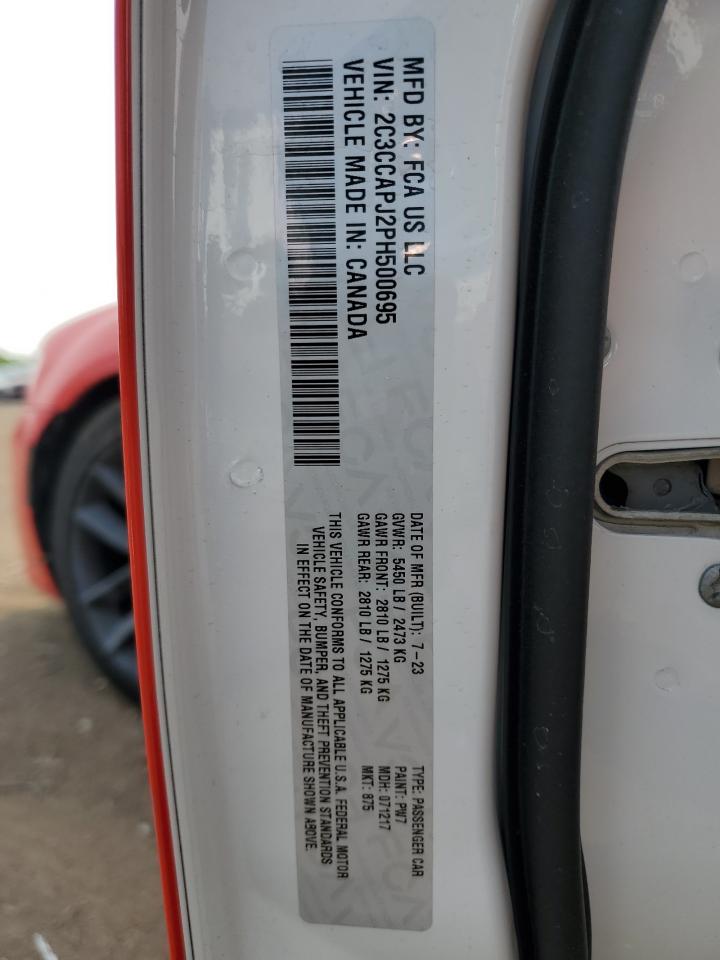 MFD BY: FCA US LLC
VIN: 2C3CCAPJ2PH500695
VEHICLE MADE IN: CANADA
DATE OF MFR (BUILT): 7-23
GVWR: 5450 LB / 2473 KG
GAWR FRONT: 2810 LB / 1275 KG
GAWR REAR: 2810 LB / 1275 KG
THIS VEHICLE CONFORMS TO ALL APPLICABLE U.S.A. FEDERAL MOTOR
VEHICLE SAFETY, BUMPER, AND THEFT PREVENTION STANDARDS
IN EFFECT ON THE DATE OF MANUFACTURE SHOWN ABOVE.
TYPE: PASSENGER CAR
PAINT: PW7
MDH: 071217
MKT: 875